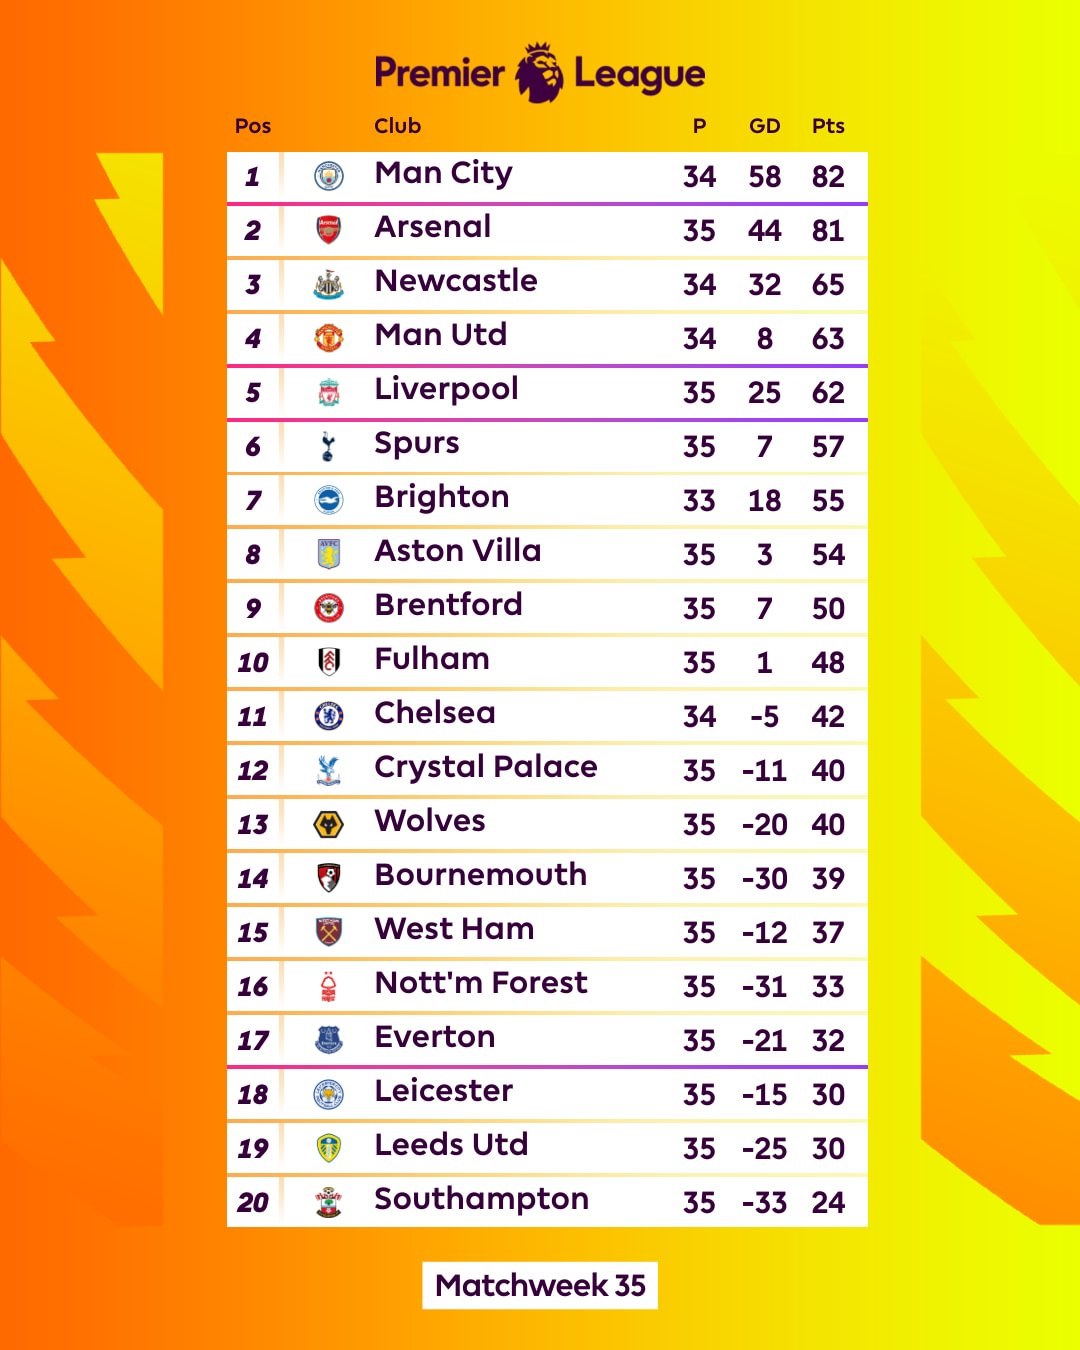 Premier League
Pos Club P GD Pts
1 Man City 34 58 82
2 Arsenal 35 44 81
3 Newcastle 34 32 65
4 Man Utd 34 8 63
5 Liverpool 35 25 62
6 Spurs 35 7 57
7 Brighton 33 18 55
8 Aston Villa 35 3 54
9 Brentford 35 7 50
10 Fulham 35 1 48
11 Chelsea 34 -5 42
12 Crystal Palace 35 -11 40
13 Wolves 35 -20 40
14 Bournemouth 35 -30 39
15 West Ham 35 -12 37
16 Nott'm Forest 35 -31 33
17 Everton 35 -21 32
18 Leicester 35 -15 30
19 Leeds Utd 35 -25 30
20 Southampton 35 -33 24
Matchweek 35